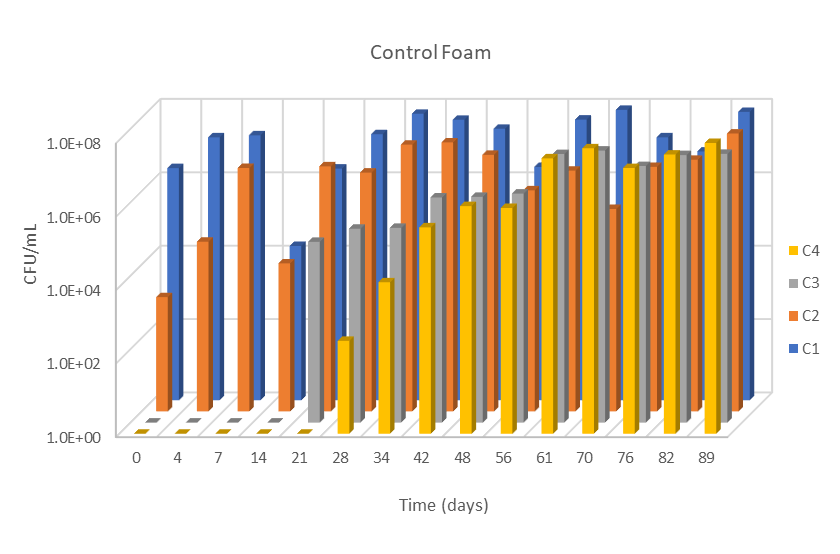 Control Foam
1.0E+08
1.0E+06
1.0E+04
1.0E+02
1.0E+00
CFU/mL
0 4 7 14 21 28 34 42 48 56 61 70 76 82 89
Time (days)
C4
C3
C2
C1